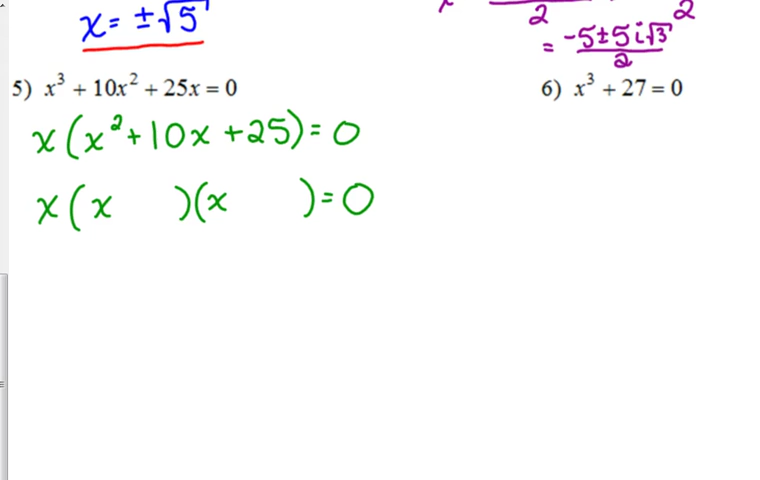 x = ±√5
2
2
= -5±5i√3
2
5) x³ + 10x² + 25x = 0
6) x³ + 27 = 0
x(x²+10x+25)=0
x(x )(x )=0